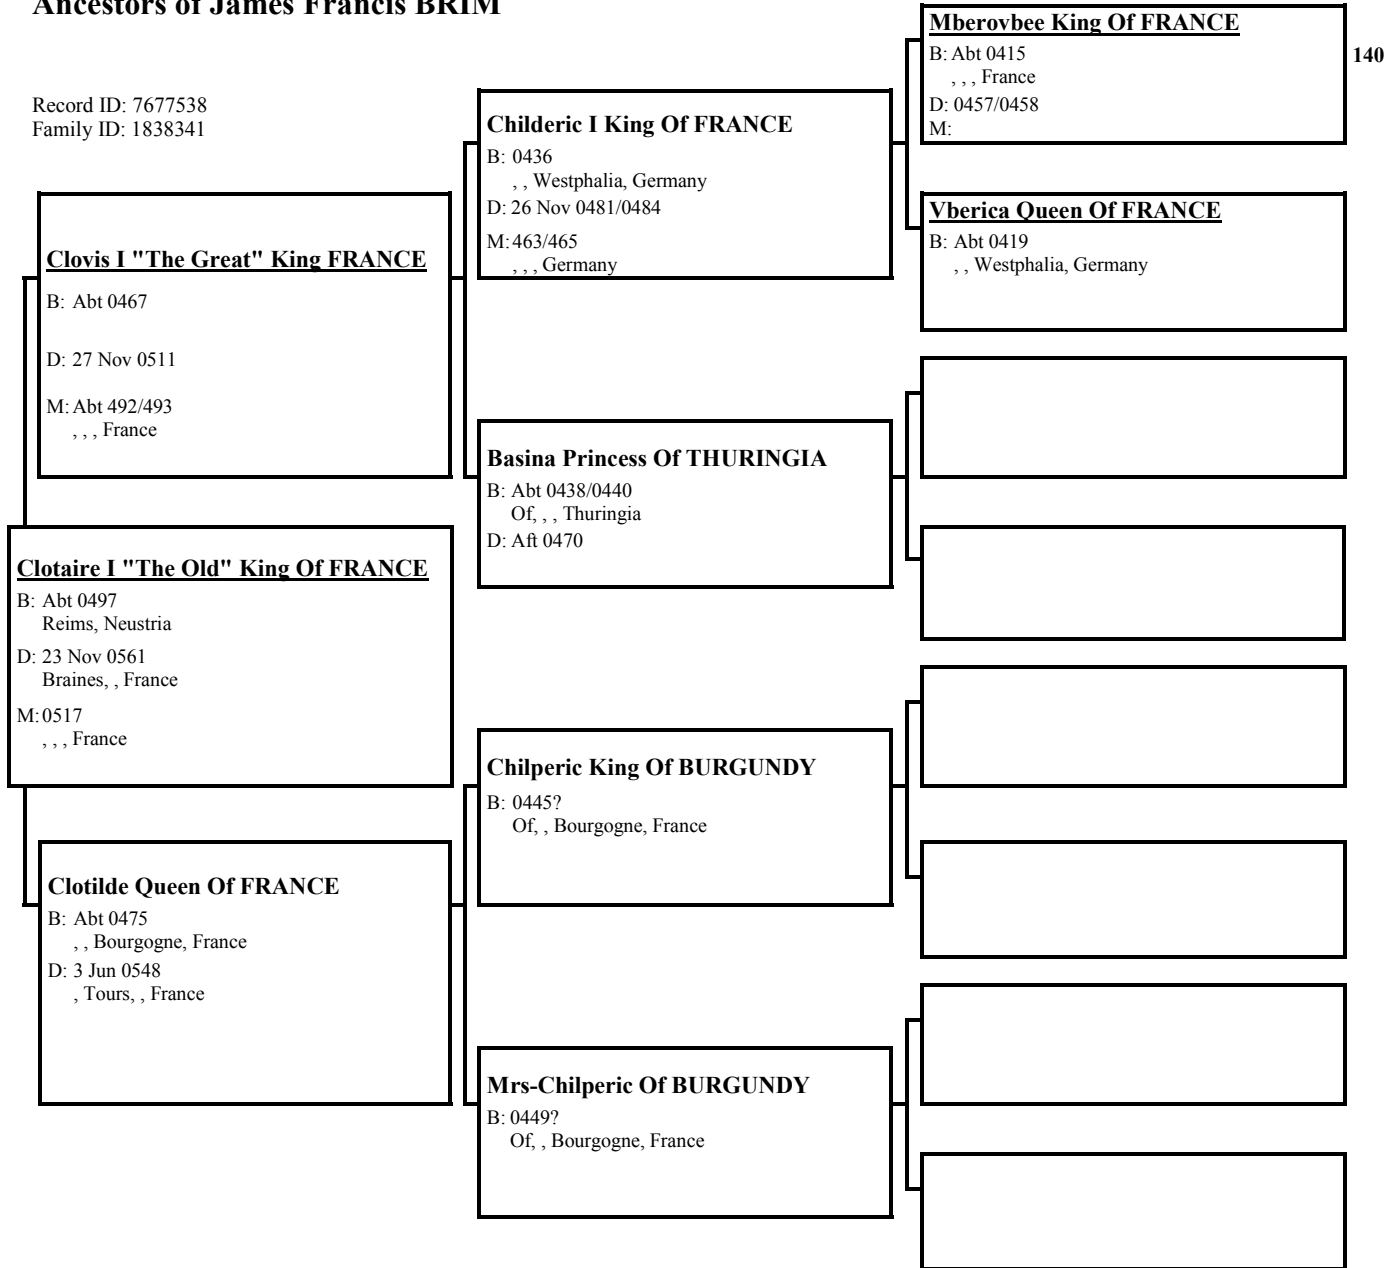 Ancestors of James Francis BRIM
140
Record ID: 7677538
Family ID: 1838341
Mberovbee King Of FRANCE
B: Abt 0415
, , , France
D: 0457/0458
M:
Childeric I King Of FRANCE
B: 0436
, , Westphalia, Germany
D: 26 Nov 0481/0484
M: 463/465
, , , Germany
Vberica Queen Of FRANCE
B: Abt 0419
, , Westphalia, Germany
Clovis I "The Great" King FRANCE
B: Abt 0467
D: 27 Nov 0511
M: Abt 492/493
, , , France
Basina Princess Of THURINGIA
B: Abt 0438/0440
Of, , , Thuringia
D: Aft 0470
Clotaire I "The Old" King Of FRANCE
B: Abt 0497
Reims, Neustria
D: 23 Nov 0561
Braines, , France
M: 0517
, , , France
Chilperic King Of BURGUNDY
B: 0445?
Of, , Bourgogne, France
Clotilde Queen Of FRANCE
B: Abt 0475
, , Bourgogne, France
D: 3 Jun 0548
, Tours, , France
Mrs-Chilperic Of BURGUNDY
B: 0449?
Of, , Bourgogne, France